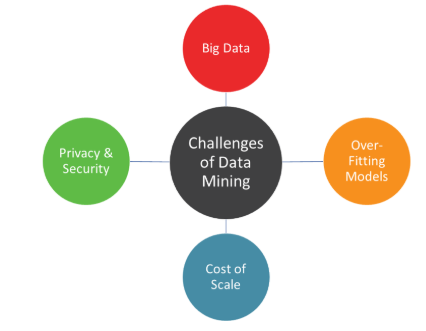 Big Data
Privacy &
Security
Challenges
of Data
Mining
Over-
Fitting
Models
Cost of
Scale